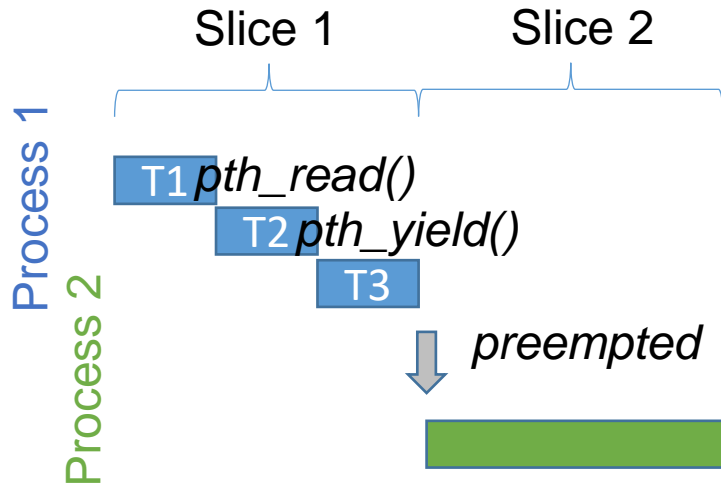 Slice 1
Slice 2
Process 1
T1
pth_read()
T2
pth_yield()
T3
Process 2
preempted